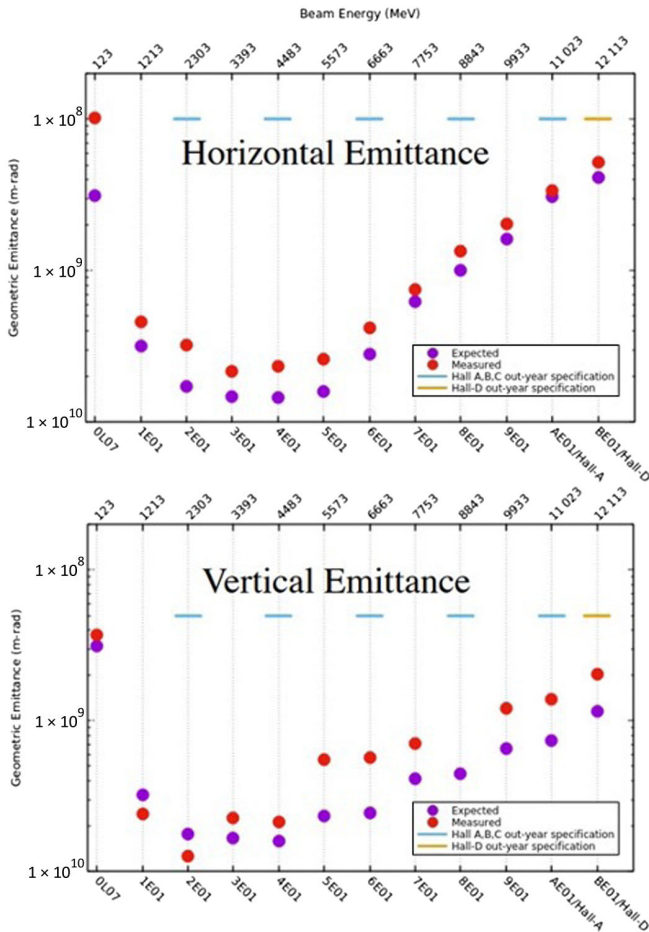 Beam Energy (MeV)
123 1213 2303 3393 4483 5573 6663 7753 8843 9933 11 023 12 113
1 × 10⁸
Horizontal Emittance
Geometric Emittance (m-rad)
1 × 10⁹
Expected
Measured
Hall A,B,C out-year specification
Hall-D out-year specification
1 × 10¹⁰
0L07 1E01 2E01 3E01 4E01 5E01 6E01 7E01 8E01 9E01 AE01/Hall-A BE01/Hall-D
123 1213 2303 3393 4483 5573 6663 7753 8843 9933 11 023 12 113
1 × 10⁸
Vertical Emittance
Geometric Emittance (m-rad)
1 × 10⁹
Expected
Measured
Hall A,B,C out-year specification
Hall-D out-year specification
1 × 10¹⁰
0L07 1E01 2E01 3E01 4E01 5E01 6E01 7E01 8E01 9E01 AE01/Hall-A BE01/Hall-D